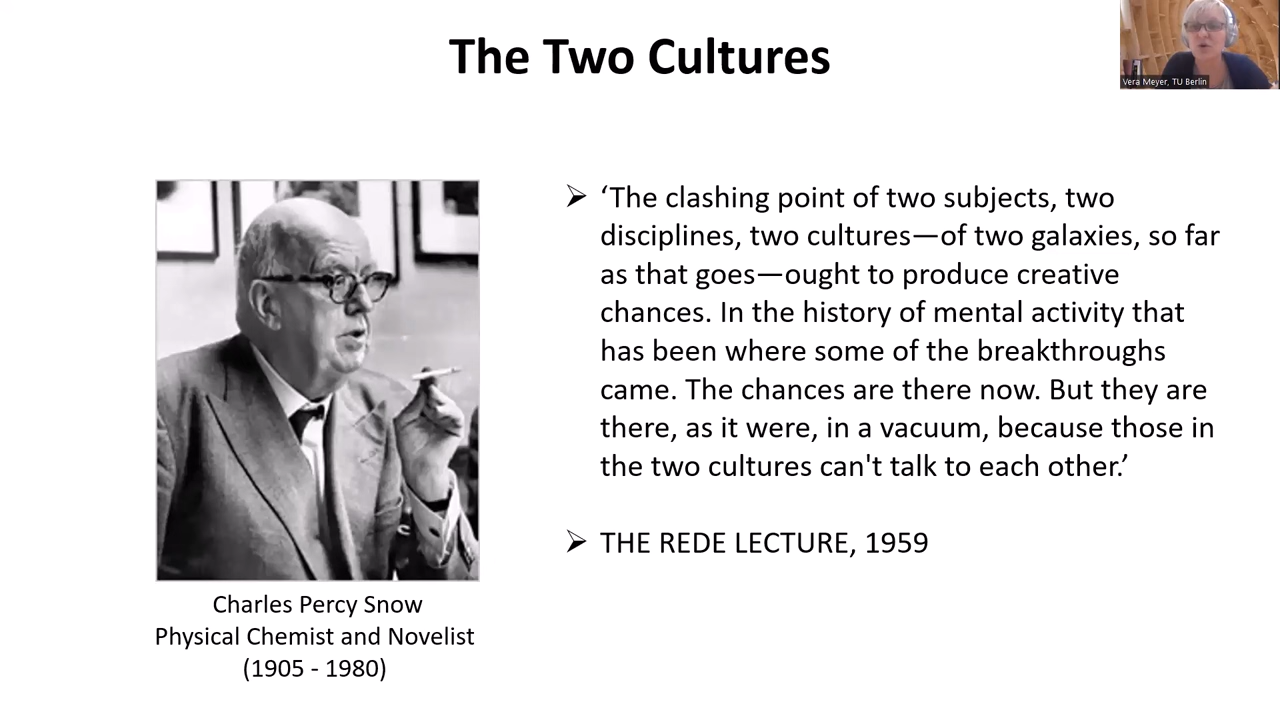 The Two Cultures
Vera Meyer, TU Berlin
‘The clashing point of two subjects, two
disciplines, two cultures—of two galaxies, so far
as that goes—ought to produce creative
chances. In the history of mental activity that
has been where some of the breakthroughs
came. The chances are there now. But they are
there, as it were, in a vacuum, because those in
the two cultures can't talk to each other.’
THE REDE LECTURE, 1959
Charles Percy Snow
Physical Chemist and Novelist
(1905 - 1980)